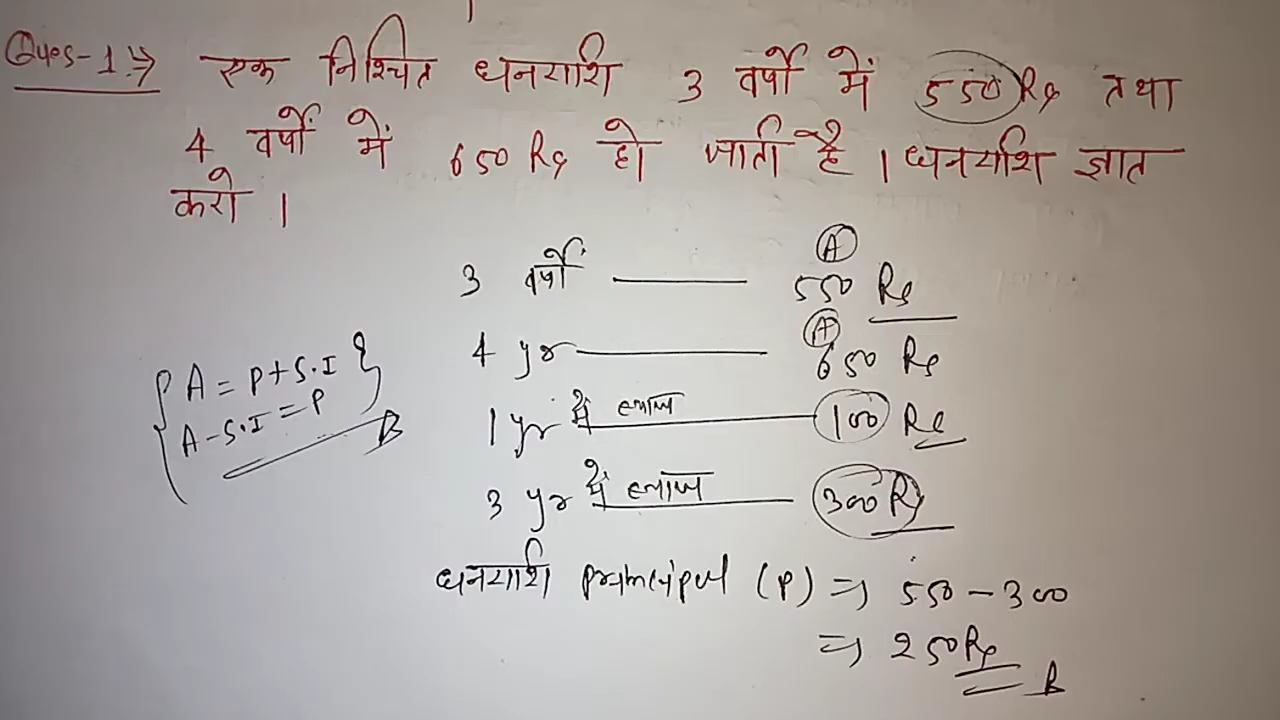 Ques-1:⇒ एक निश्चित धनराशि 3 वर्षों में 550 Rs तथा
4 वर्षों में 650 Rs हो जाती है । धनराशि ज्ञात
करो ।
3 वर्षों —— 550 Rs (A)
4 yr —— 650 Rs (A)
1 yr में ब्याज —— 100 Rs
3 yr में ब्याज —— 300 Rs
{ A = P + S.I }
A - S.I = P
धनराशि principal (P) ⇒ 550 - 300
⇒ 250 Rs